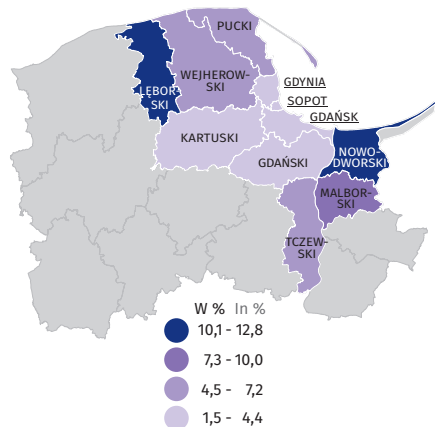 PUCKI
WEJHEROW-
SKI
LĘBOR-
SKI
GDYNIA
SOPOT
GDAŃSK
KARTUSKI
GDAŃSKI
NOWO-
DWORSKI
MALBOR-
SKI
TCZEW-
SKI
W % In %
10,1 - 12,8
7,3 - 10,0
4,5 - 7,2
1,5 - 4,4